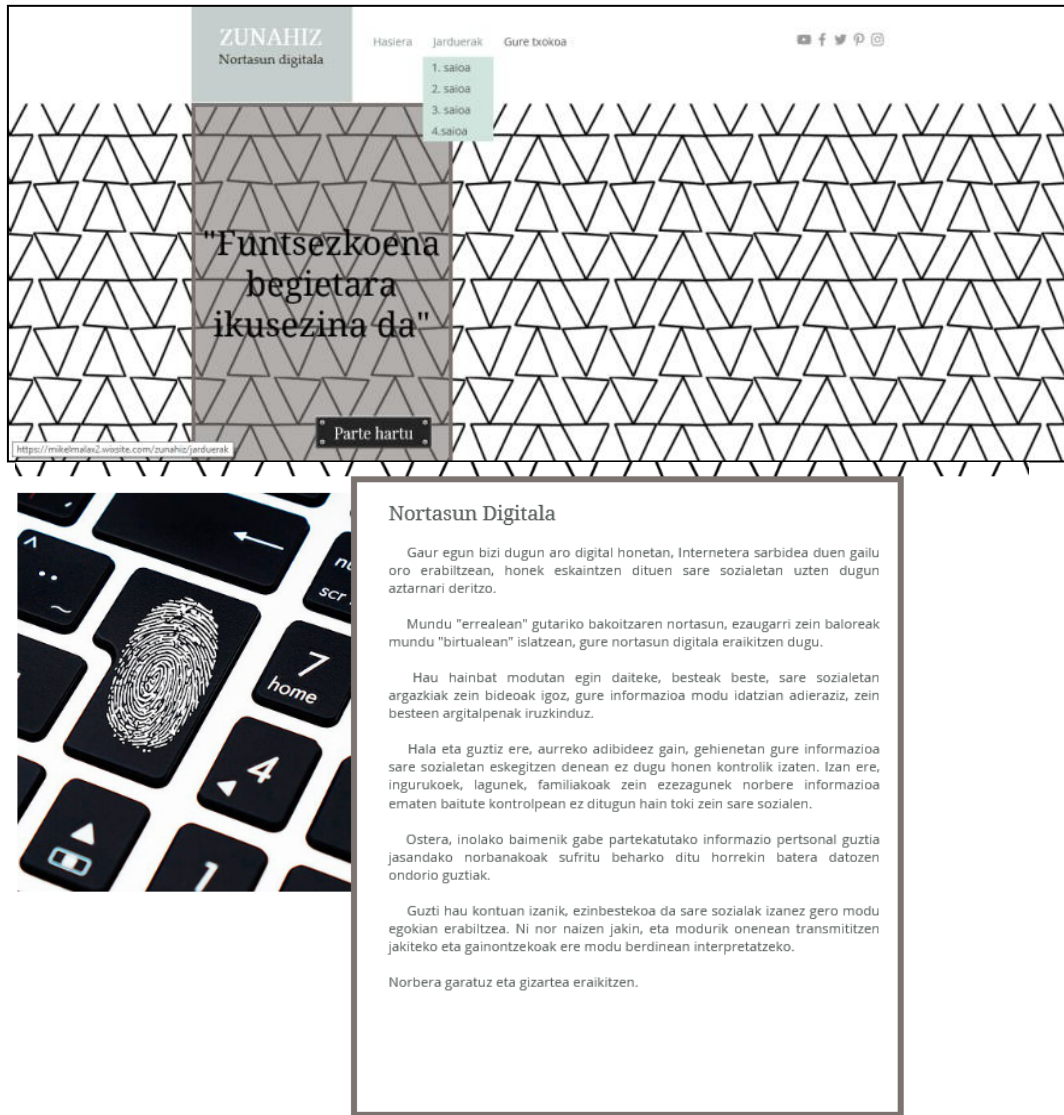 ZUNAHIZ
Nortasun digitala
Hasiera
Jarduerak
Gure txokoa
1. saioa
2. saioa
3. saioa
4.saioa
"Funtsezkoena
begietara
ikusezina da"
Parte hartu
https://mikelmalax2.wixsite.com/zunahiz/jarduerak
scr
7
home
4
1
Nortasun Digitala
Gaur egun bizi dugun aro digital honetan, Internetera sarbidea duen gailu
oro erabiltzean, honek eskaintzen dituen sare sozialetan uzten dugun
aztarnari deritzo.
Mundu "errealean" gutariko bakoitzaren nortasun, ezaugarri zein baloreak
mundu "birtualean" islatzean, gure nortasun digitala eraikitzen dugu.
Hau hainbat modutan egin daiteke, besteak beste, sare sozialetan
argazkiak zein bideoak igoz, gure informazioa modu idatzian adieraziz, zein
besteen argitalpenak iruzkinduz.
Hala eta guztiz ere, aurreko adibideez gain, gehienetan gure informazioa
sare sozialetan eskegitzen denean ez dugu honen kontrolik izaten. Izan ere,
ingurukoek, lagunek, familiakoak zein ezezagunek norbere informazioa
ematen baitute kontrolpean ez ditugun hain toki zein sare sozialen.
Ostera, inolako baimenik gabe partekatutako informazio pertsonal guztia
jasandako norbanakoak sufritu beharko ditu horrekin batera datozen
ondorio guztiak.
Guzti hau kontuan izanik, ezinbestekoa da sare sozialak izanez gero modu
egokian erabiltzea. Ni nor naizen jakin, eta modurik onenean transmititzen
jakiteko eta gainontzekoak ere modu berdinean interpretatzeko.
Norbera garatuz eta gizartea eraikitzen.